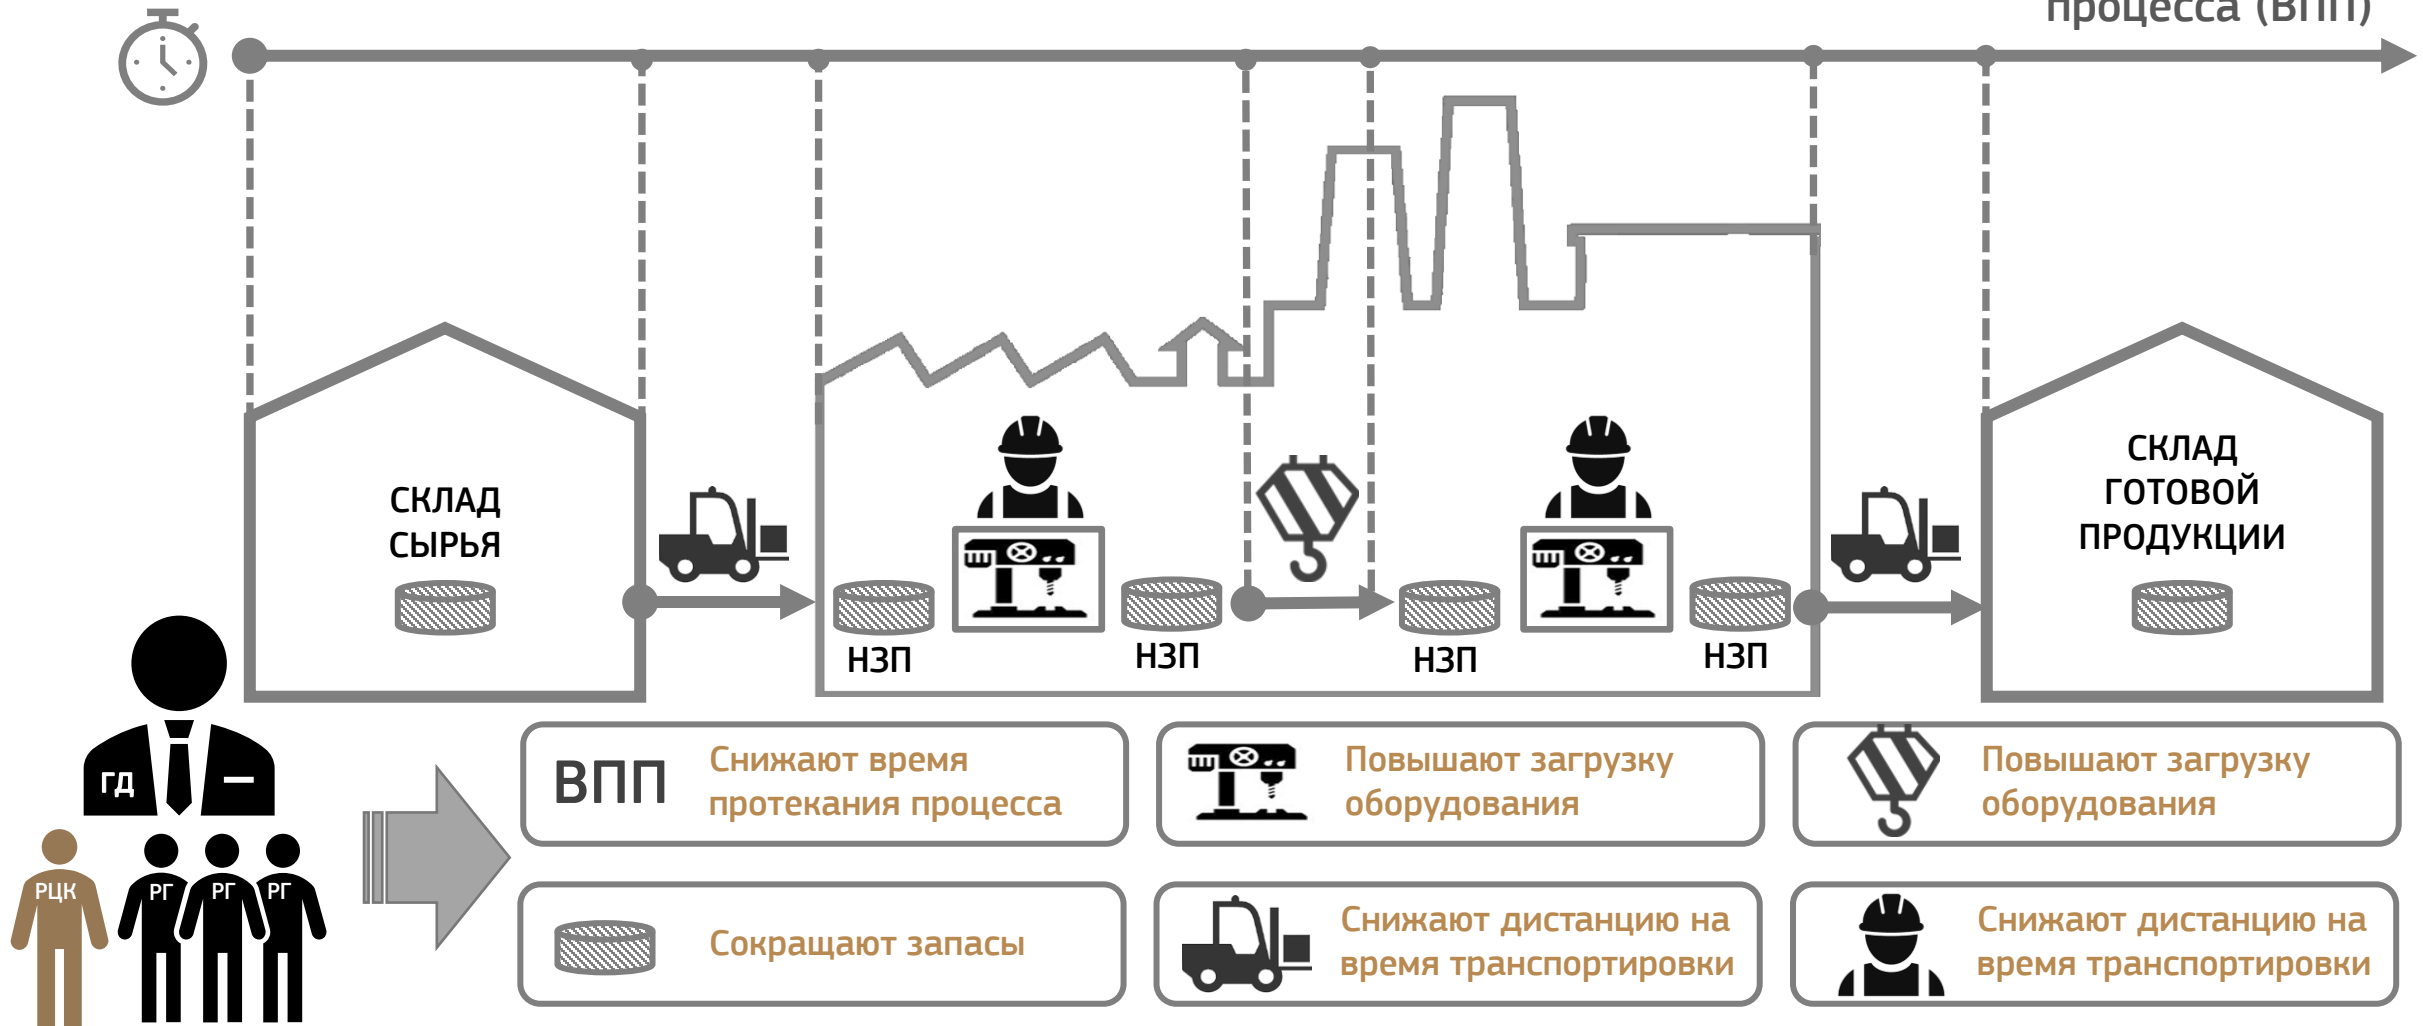 процесса (ВПП)
СКЛАД
СЫРЬЯ
СКЛАД
ГОТОВОЙ
ПРОДУКЦИИ
НЗП
НЗП
НЗП
НЗП
ГД
РЦК
РГ
РГ
РГ
ВПП
Снижают время
протекания процесса
Повышают загрузку
оборудования
Повышают загрузку
оборудования
Сокращают запасы
Снижают дистанцию на
время транспортировки
Снижают дистанцию на
время транспортировки